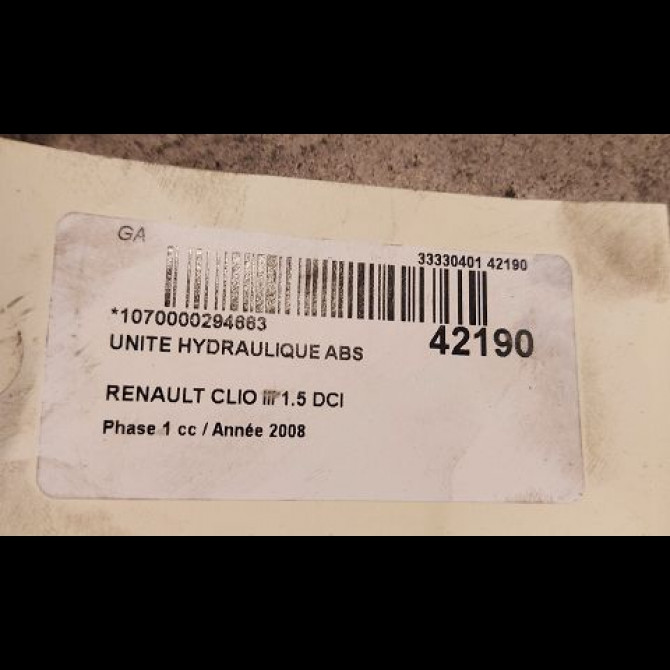 GA
33330401 42190
*1070000294663
42190
UNITE HYDRAULIQUE ABS
RENAULT CLIO III 1.5 DCI
Phase 1 cc / Année 2008